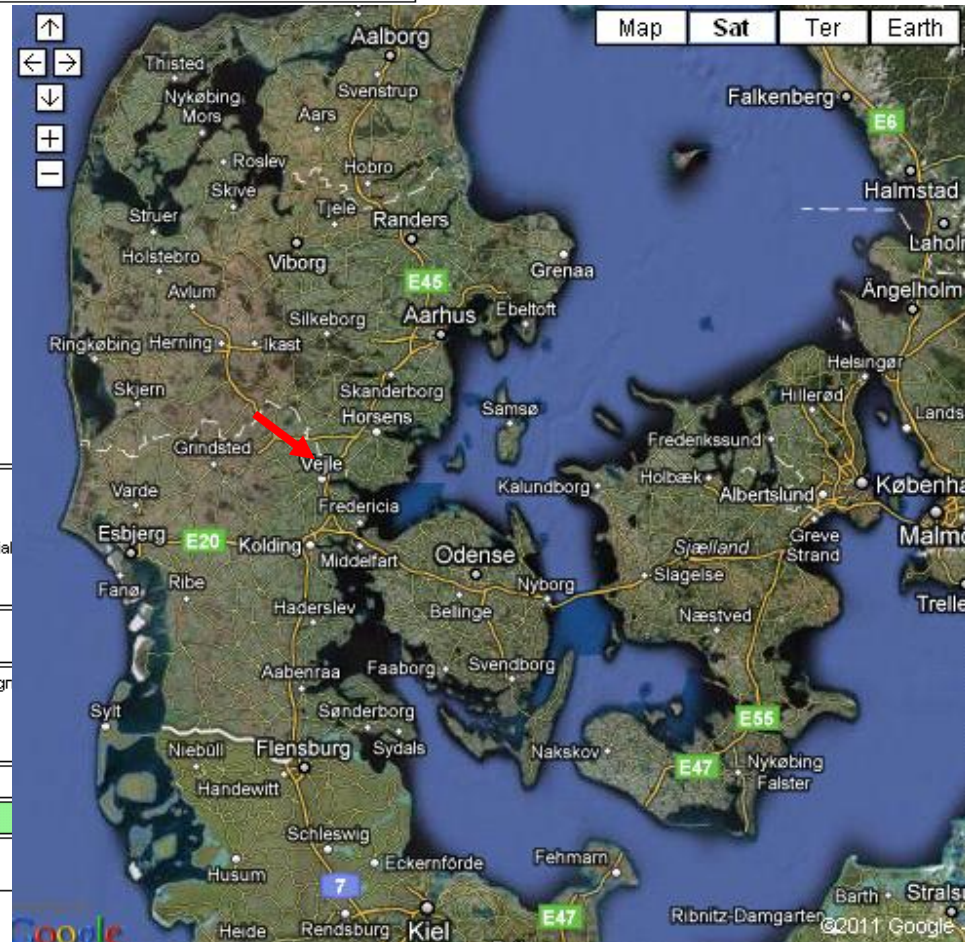 Map Sat Ter Earth
Aalborg
Thisted
Svenstrup
Nykøbing
Mors
Aars
Falkenberg
E6
Roslev
Hobro
Skive
Halmstad
Tjele
Struer
Randers
Viborg
Holstebro
Grenaa
E45
Avlum
Ängelholm
Ebeltoft
Silkeborg
Aarhus
Ringkøbing
Herning
Ikast
Helsingør
Skjern
Skanderborg
Hillerød
Samsø
Horsens
Lands
Frederikssund
Grindsted
Vejle
Holbæk
Kalundborg
Albertslund
Københa
Varde
Fredericia
Esbjerg
E20
Kolding
Middelfart
Odense
Sjælland
Greve
Strand
Malmö
Fanø
Ribe
Nyborg
Slagelse
Haderslev
Bellinge
Næstved
Trelle
Aabenraa
Faaborg
Svendborg
Sylt
Sønderborg
E55
Niebüll
Flensburg
Sydals
Nakskov
E47
Nykøbing
Falster
Handewitt
Schleswig
Husum
Eckernförde
Fehmarn
7
Barth
Strals
Heide
Rendsburg
Kiel
E47
Ribnitz-Damgarten
©2011 Google -